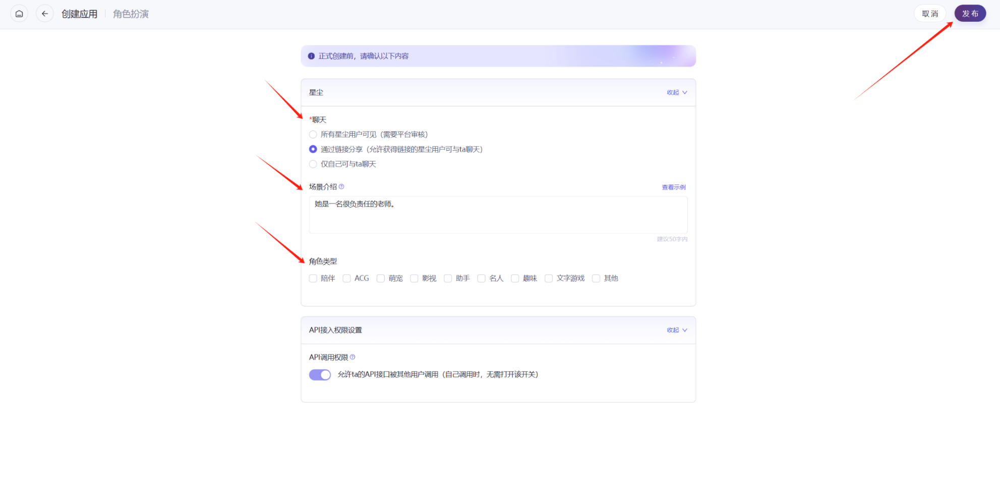 创建应用 角色扮演 取消 发布
正式创建前，请确认以下内容
星尘 收起
*聊天
所有星尘用户可见（需要平台审核）
通过链接分享（允许获得链接的星尘用户可与ta聊天）
仅自己可与ta聊天
场景介绍 查看示例
她是一名很负责任的老师。
建议50字内
角色类型
陪伴 ACG 萌宠 影视 助手 名人 趣味 文字游戏 其他
API接入权限设置 收起
API调用权限
允许ta的API接口被其他用户调用（自己调用时，无需打开该开关）